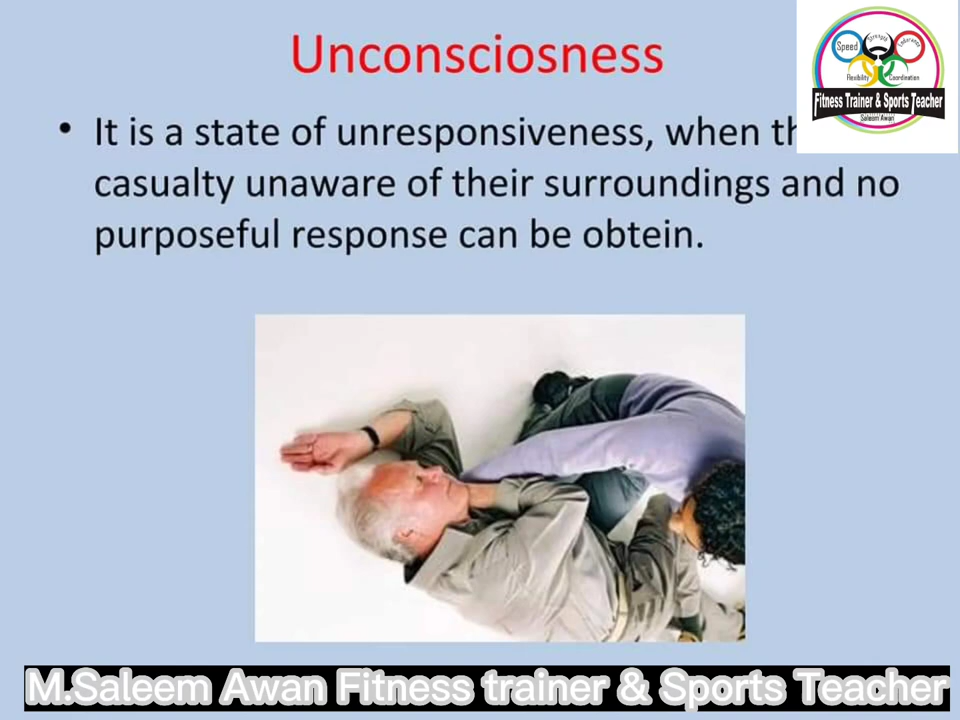 Unconsciosness
• It is a state of unresponsiveness, when
casualty unaware of their surroundings and no
purposeful response can be obtein.
Speed
Strength
Endurance
Flexibility
Coordination
Fitness Trainer & Sports Teacher
Saleem Awan
M.Saleem Awan Fitness trainer & Sports Teacher